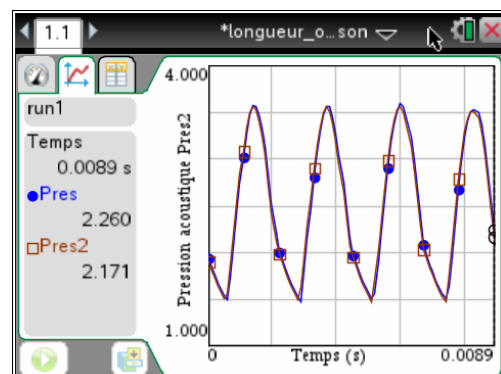 1.1
*longueur_o…son
run1
Temps
0.0089 s
Pres
2.260
Pres2
2.171
4.000
Pression acoustique Pres2
1.000
0
Temps (s)
0.0089